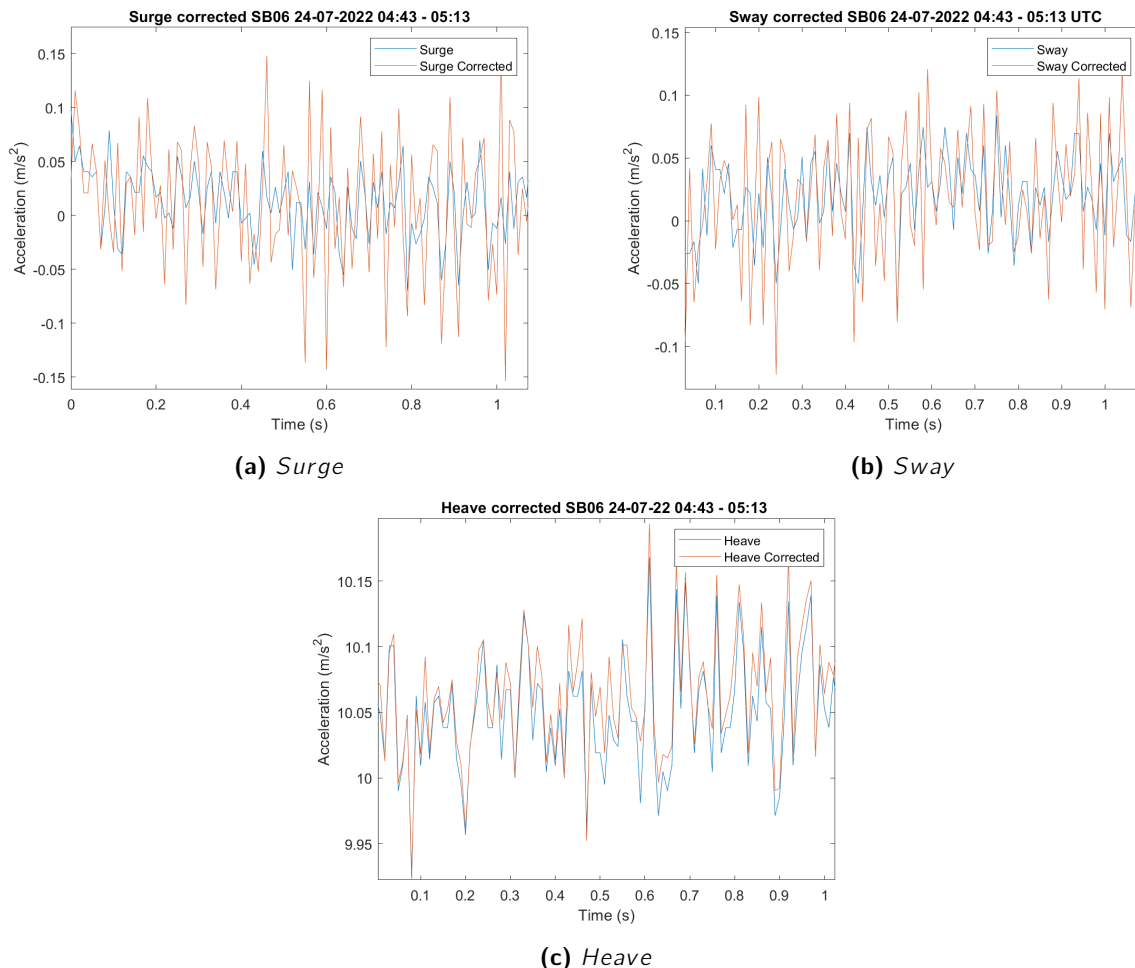 Surge corrected SB06 24-07-2022 04:43 - 05:13
Surge
Surge Corrected
Acceleration (m/s²)
0.15
0.1
0.05
0
-0.05
-0.1
-0.15
0 0.2 0.4 0.6 0.8 1
Time (s)
(a) Surge
Sway corrected SB06 24-07-2022 04:43 - 05:13 UTC
Sway
Sway Corrected
Acceleration (m/s²)
0.15
0.1
0.05
0
-0.05
-0.1
0.1 0.2 0.3 0.4 0.5 0.6 0.7 0.8 0.9 1
Time (s)
(b) Sway
Heave corrected SB06 24-07-22 04:43 - 05:13
Heave
Heave Corrected
Acceleration (m/s²)
10.15
10.1
10.05
10
9.95
0.1 0.2 0.3 0.4 0.5 0.6 0.7 0.8 0.9 1
Time (s)
(c) Heave